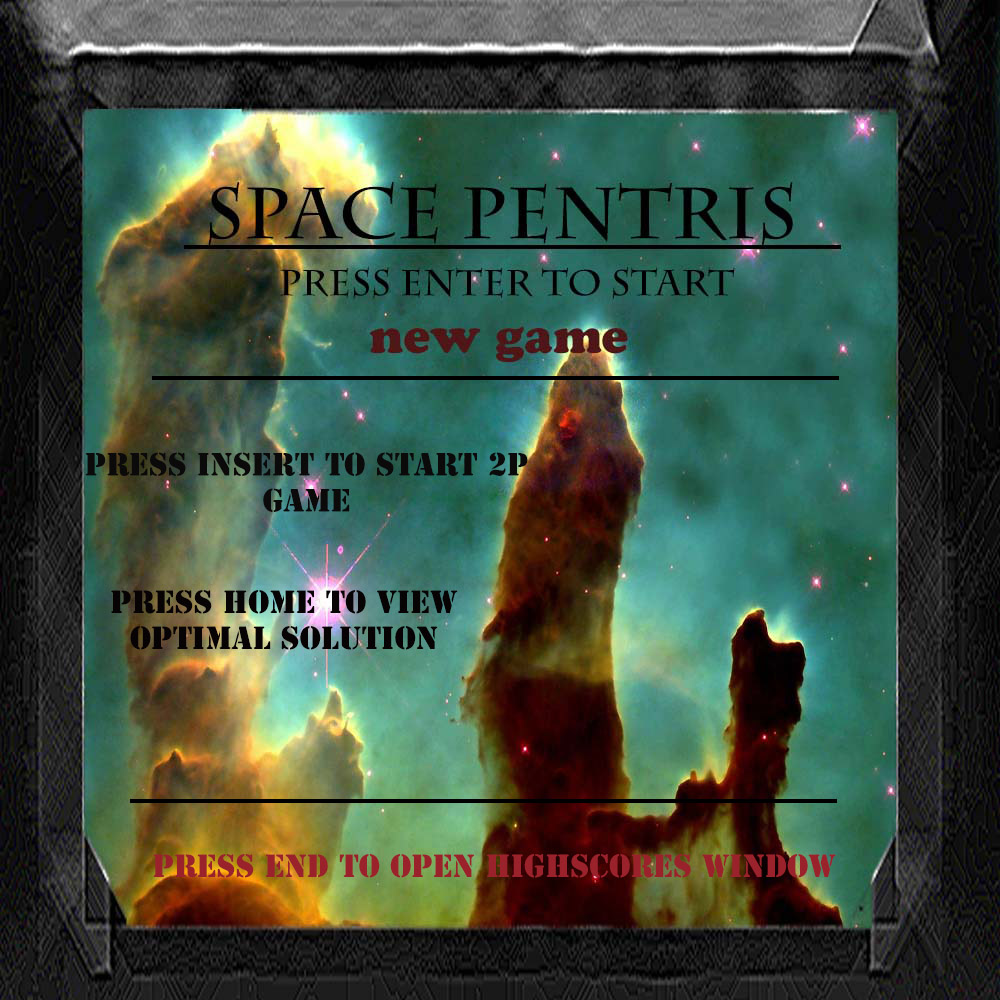 SPACE PENTRIS
PRESS ENTER TO START
new game
PRESS INSERT TO START 2P
GAME
PRESS HOME TO VIEW
OPTIMAL SOLUTION
PRESS END TO OPEN HIGHSCORES WINDOW